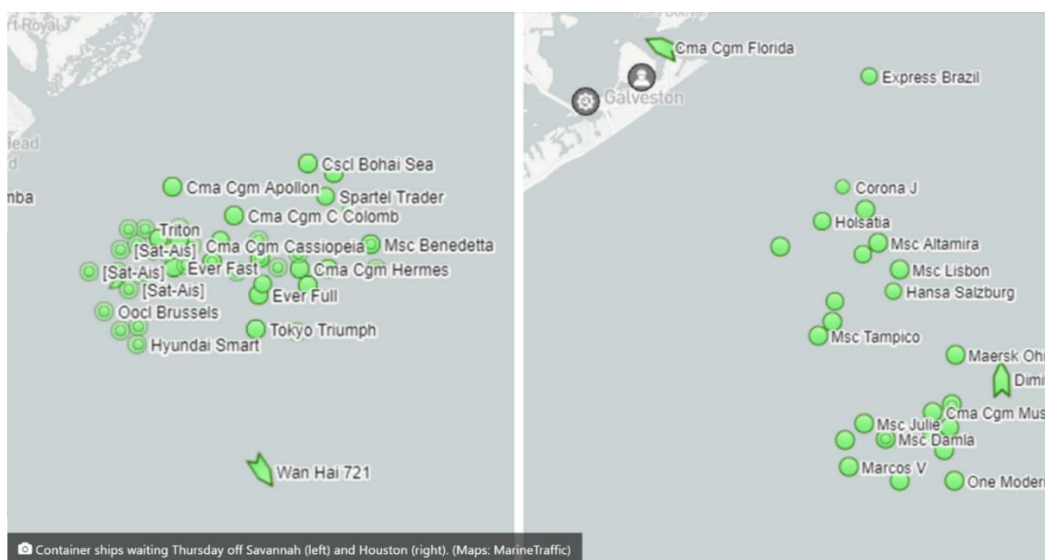 rt Royal
Head
d
mba
Cscl Bohai Sea
Cma Cgm Apollon
Spartel Trader
Cma Cgm C Colomb
Triton
Cma Cgm Cassiopeia
Msc Benedetta
[Sat-Ais]
[Sat-Ais]
Ever Fast
Cma Cgm Hermes
[Sat-Ais]
Ever Full
Oocl Brussels
Tokyo Triumph
Hyundai Smart
Wan Hai 721
Cma Cgm Florida
Express Brazil
Galveston
Corona J
Holsatia
Msc Altamira
Msc Lisbon
Hansa Salzburg
Msc Tampico
Maersk Ohi
Dimi
Cma Cgm Mus
Msc Julie
Msc Damla
Marcos V
One Modern
Container ships waiting Thursday off Savannah (left) and Houston (right). (Maps: MarineTraffic)